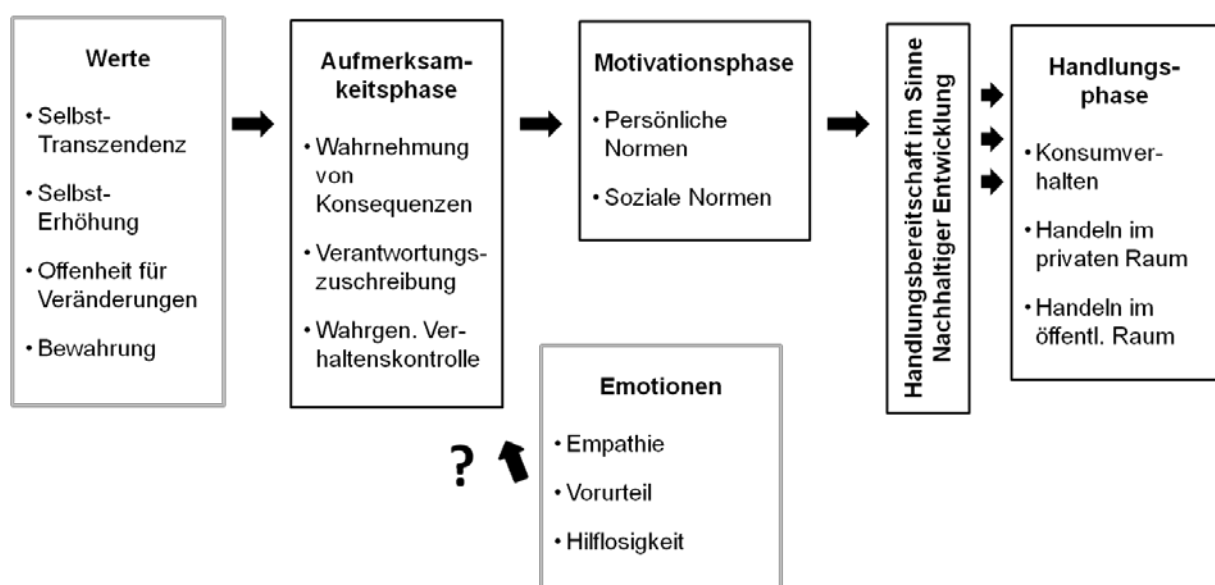 Werte
• Selbst-
Transzendenz
• Selbst-
Erhöhung
• Offenheit für
Veränderungen
• Bewahrung
Aufmerksam-
keitsphase
• Wahrnehmung
von
Konsequenzen
• Verantwortungs-
zuschreibung
• Wahrgen. Ver-
haltenskontrolle
Motivationsphase
• Persönliche
Normen
• Soziale Normen
Handlungsbereitschaft im Sinne
Nachhaltiger Entwicklung
Handlungs-
phase
• Konsumver-
halten
• Handeln im
privaten Raum
• Handeln im
öffentl. Raum
?
Emotionen
• Empathie
• Vorurteil
• Hilflosigkeit